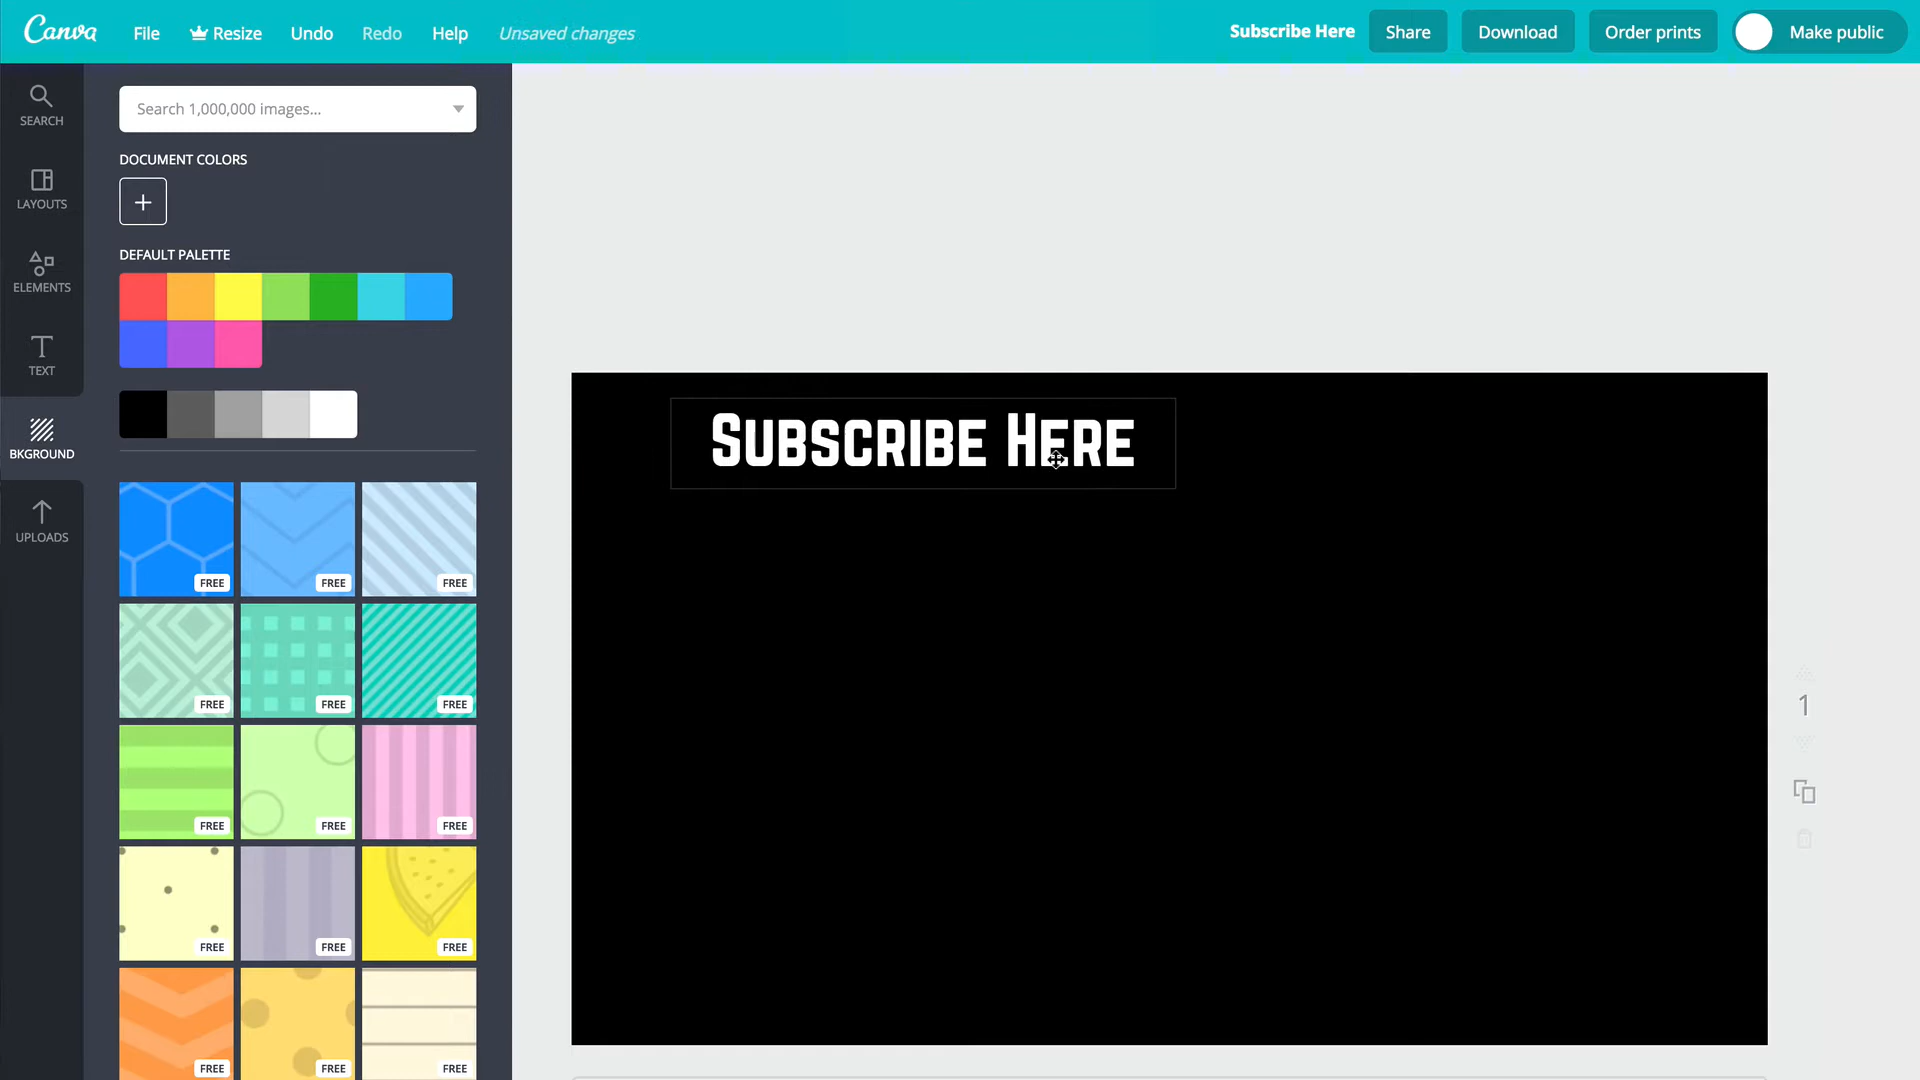 Canva File Resize Undo Redo Help Unsaved changes Subscribe Here Share Download Order prints Make public
SEARCH
LAYOUTS
ELEMENTS
TEXT
BKGROUND
UPLOADS
Search 1,000,000 images...
DOCUMENT COLORS
DEFAULT PALETTE
FREE FREE FREE
FREE FREE FREE
FREE FREE FREE
FREE FREE FREE
FREE FREE FREE
Subscribe Here
1